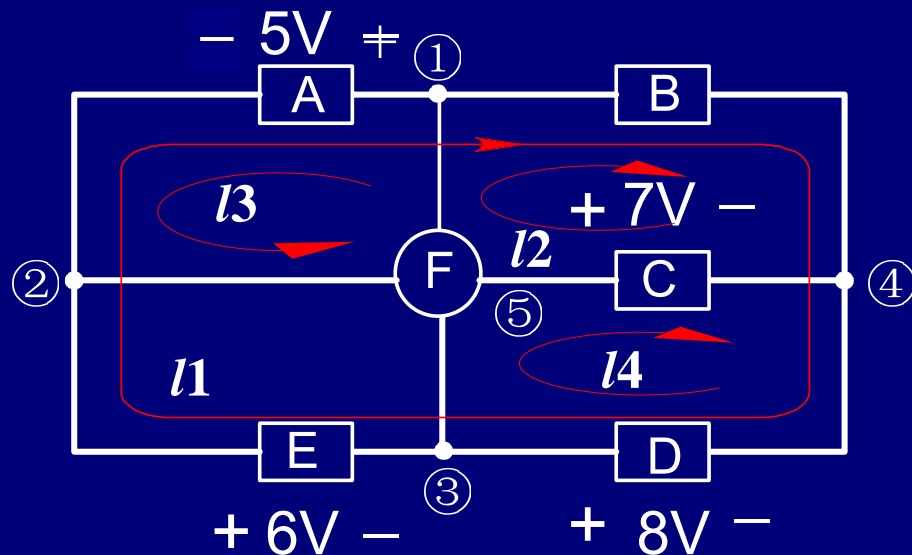 − 5V +
①
A
B
l3
+ 7V −
l2
②
F
C
④
⑤
l1
l4
E
D
③
+ 6V −
+ 8V −